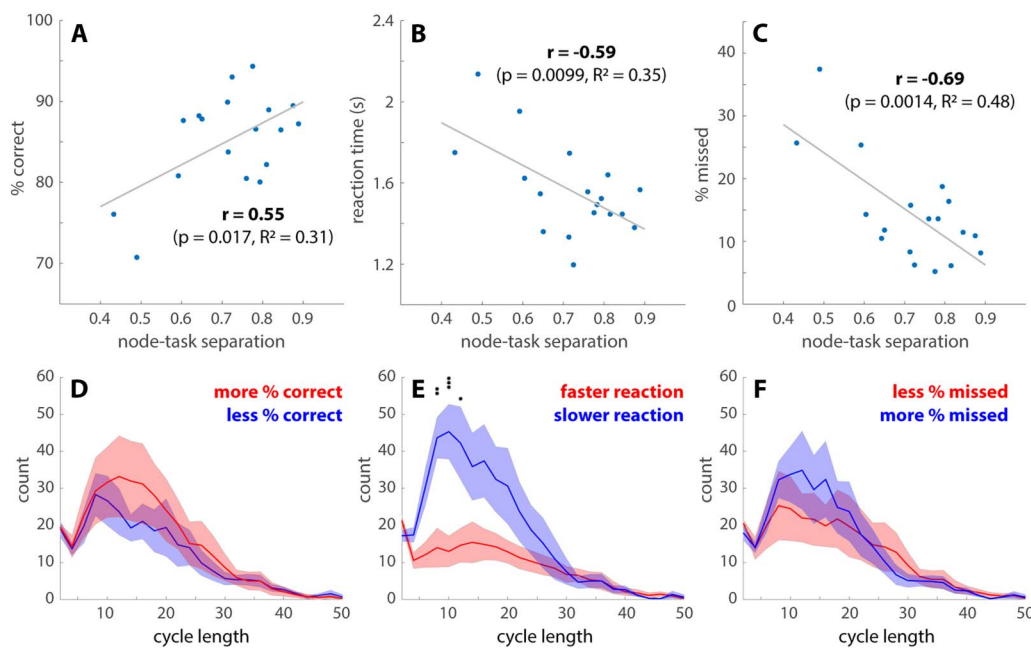 A
r = 0.55
(p = 0.017, R² = 0.31)
% correct
100
90
80
70
0.4 0.5 0.6 0.7 0.8 0.9
node-task separation
B
r = -0.59
(p = 0.0099, R² = 0.35)
reaction time (s)
2.4
2
1.6
1.2
0.4 0.5 0.6 0.7 0.8 0.9
node-task separation
C
r = -0.69
(p = 0.0014, R² = 0.48)
% missed
40
30
20
10
0
0.4 0.5 0.6 0.7 0.8 0.9
node-task separation
D
more % correct
less % correct
count
60
50
40
30
20
10
0
10 20 30 40 50
cycle length
E
faster reaction
slower reaction
count
60
50
40
30
20
10
0
10 20 30 40 50
cycle length
F
less % missed
more % missed
count
60
50
40
30
20
10
0
10 20 30 40 50
cycle length